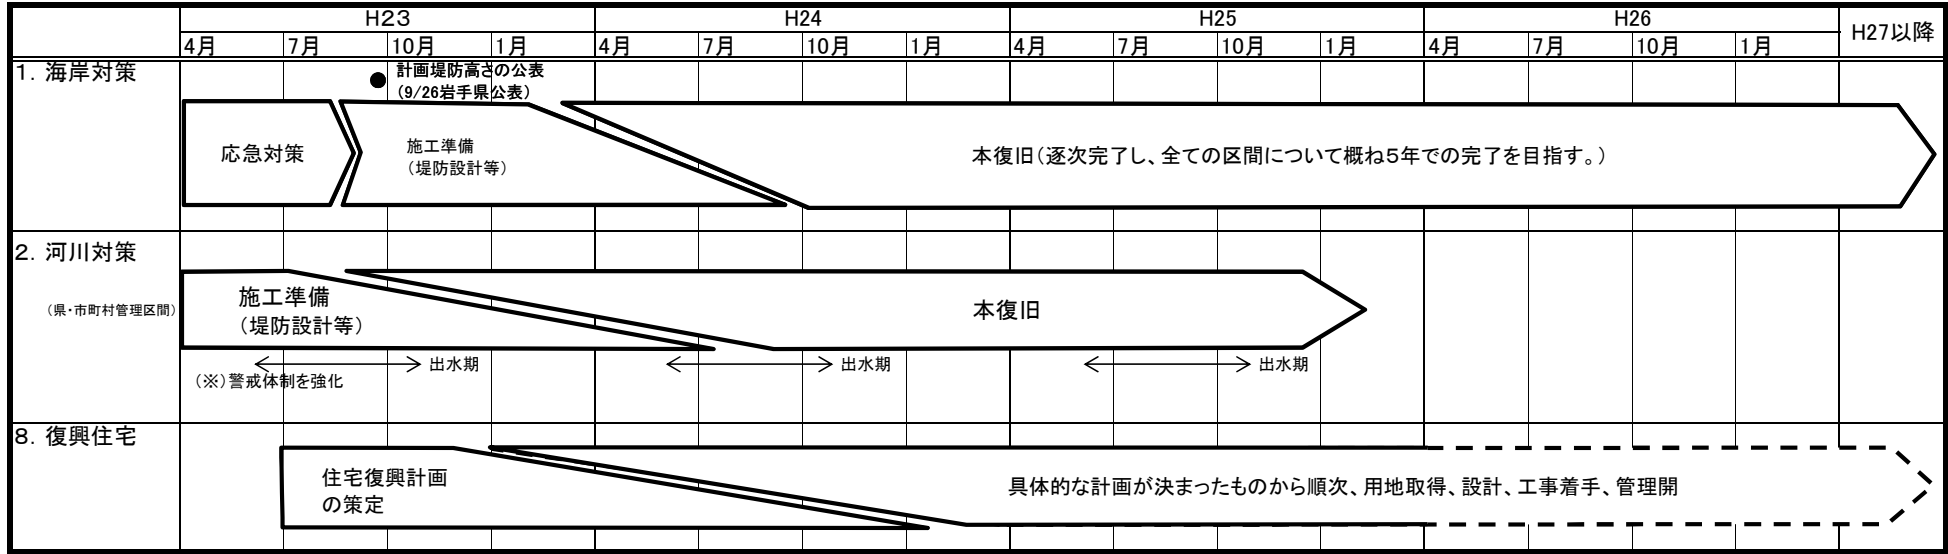 H23 H24 H25 H26 H27以降
4月 7月 10月 1月 4月 7月 10月 1月 4月 7月 10月 1月 4月 7月 10月 1月
1. 海岸対策
計画堤防高さの公表
(9/26岩手県公表)
応急対策
施工準備
(堤防設計等)
本復旧(逐次完了し、全ての区間について概ね5年での完了を目指す。)
2. 河川対策
(県・市町村管理区間)
施工準備
(堤防設計等)
本復旧
出水期 出水期 出水期
(※)警戒体制を強化
8. 復興住宅
住宅復興計画
の策定
具体的な計画が決まったものから順次、用地取得、設計、工事着手、管理開